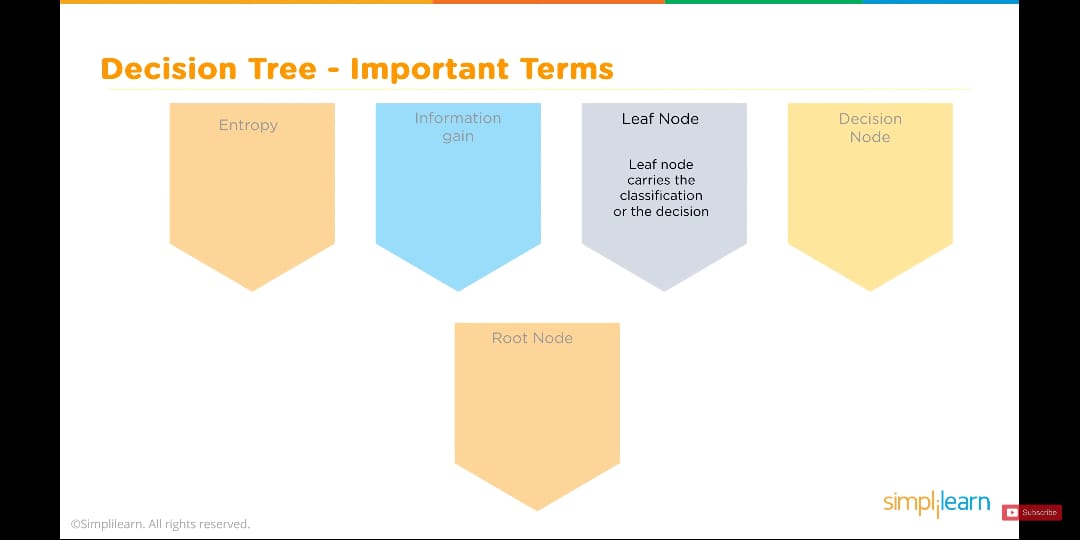 Decision Tree - Important Terms
Entropy
Information
gain
Leaf Node
Leaf node
carries the
classification
or the decision
Decision
Node
Root Node
simplilearn
Subscribe
©Simplilearn. All rights reserved.